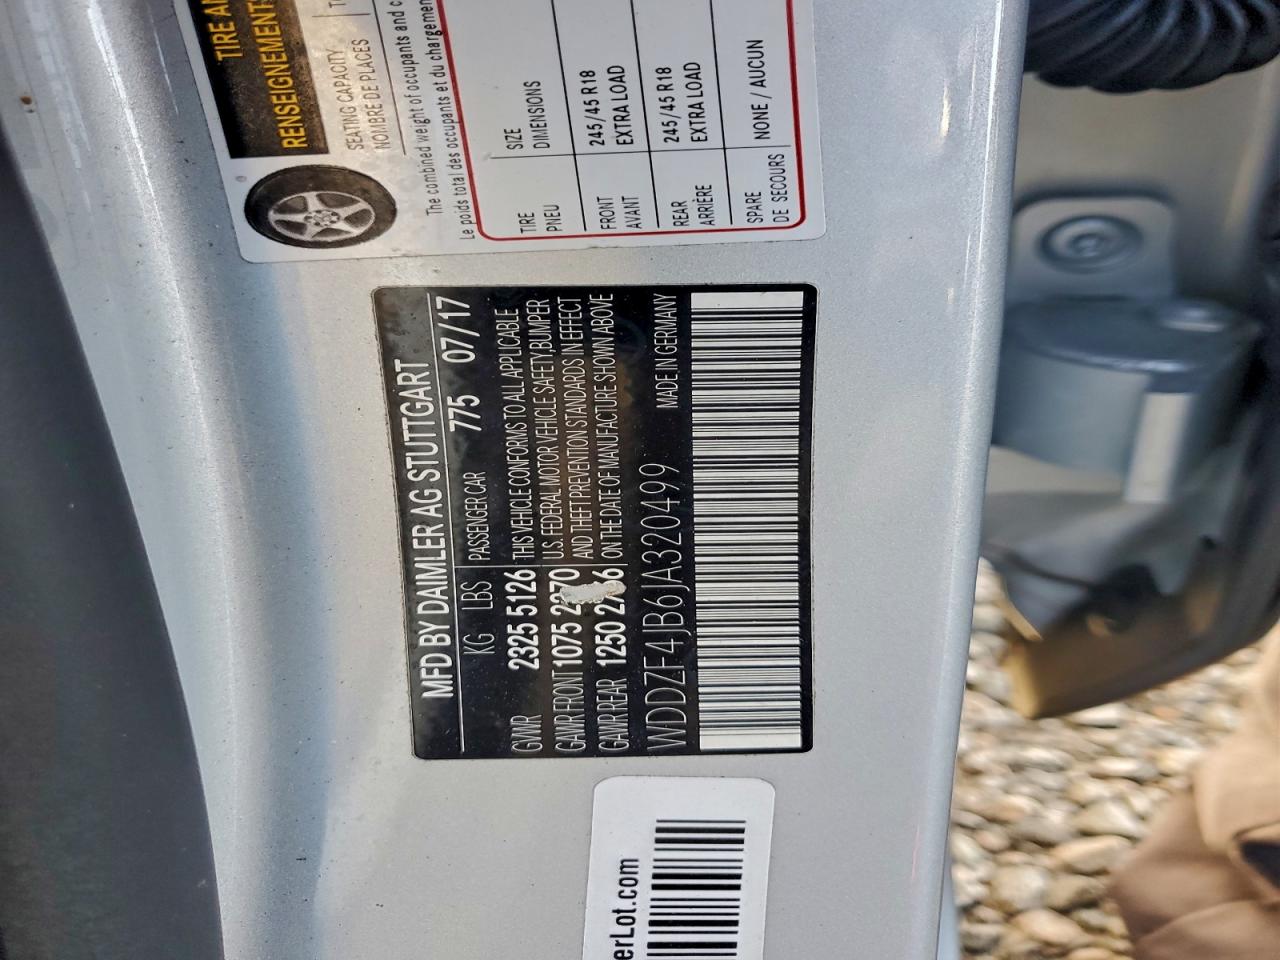 TIRE
RENSEIGNEMENTS
SEATING CAPACITY
NOMBRE DE PLACES
The combined weight of occupants and
Le poids total des occupants et du chargement
TIRE SIZE
PNEU DIMENSIONS
FRONT 245/45 R18
AVANT EXTRA LOAD
REAR 245/45 R18
ARRIÈRE EXTRA LOAD
SPARE NONE / AUCUN
DE SECOURS
MFD BY DAIMLER AG STUTTGART
KG LBS PASSENGER CAR 775 07/17
GVWR 2325 5126 THIS VEHICLE CONFORMS TO ALL APPLICABLE
GAWR FRONT 1075 U.S. FEDERAL MOTOR VEHICLE SAFETY,BUMPER
AND THEFT PREVENTION STANDARDS IN EFFECT
GAWR REAR 1250 ON THE DATE OF MANUFACTURE SHOWN ABOVE
WDDZF4JB6JA320499 MADE IN GERMANY
erLot.com